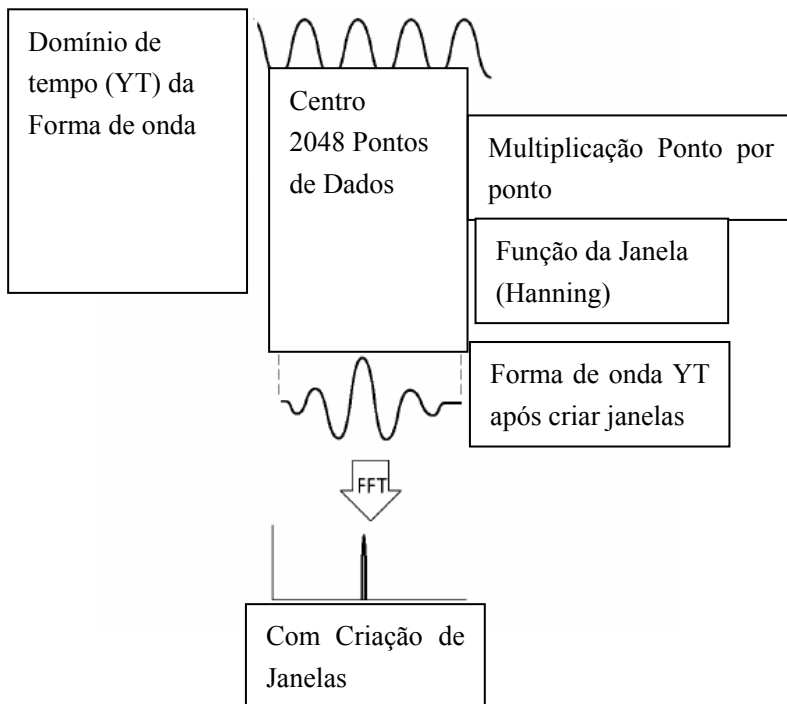 Domínio de
tempo (YT) da
Forma de onda
Centro
2048 Pontos
de Dados
Multiplicação Ponto por
ponto
Função da Janela
(Hanning)
Forma de onda YT
após criar janelas
FFT
Com Criação de
Janelas